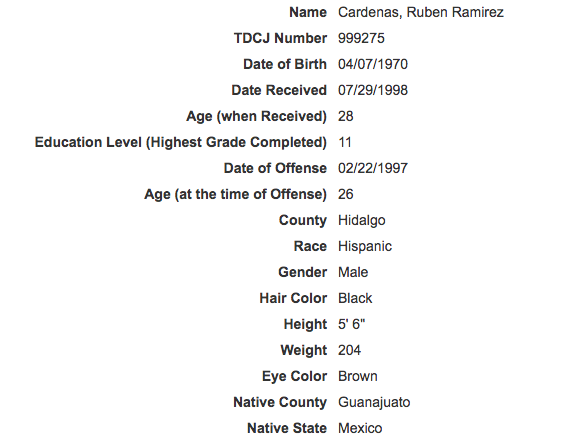 Name Cardenas, Ruben Ramirez
TDCJ Number 999275
Date of Birth 04/07/1970
Date Received 07/29/1998
Age (when Received) 28
Education Level (Highest Grade Completed) 11
Date of Offense 02/22/1997
Age (at the time of Offense) 26
County Hidalgo
Race Hispanic
Gender Male
Hair Color Black
Height 5' 6"
Weight 204
Eye Color Brown
Native County Guanajuato
Native State Mexico